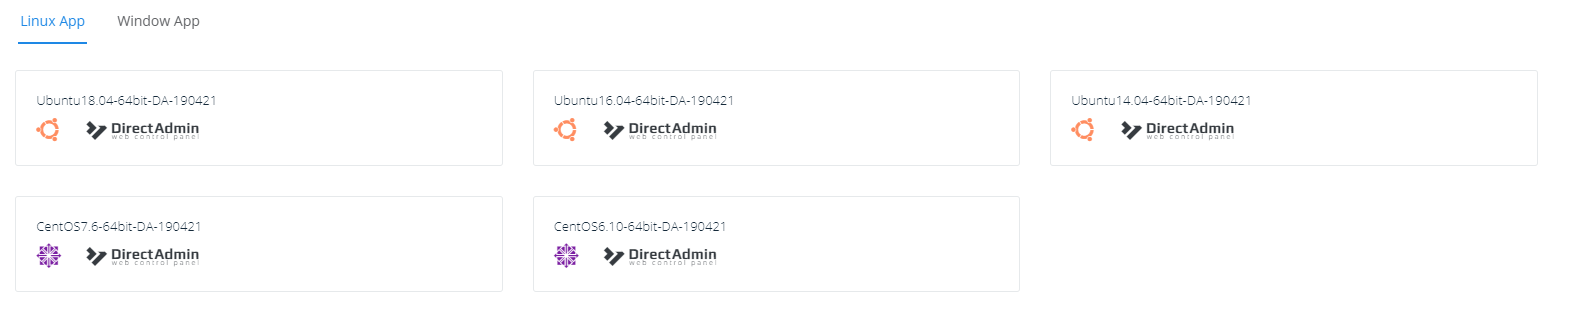 Linux App
Window App
Ubuntu18.04-64bit-DA-190421
Ubuntu16.04-64bit-DA-190421
Ubuntu14.04-64bit-DA-190421
DirectAdmin
web control panel
DirectAdmin
web control panel
DirectAdmin
web control panel
CentOS7.6-64bit-DA-190421
CentOS6.10-64bit-DA-190421
DirectAdmin
web control panel
DirectAdmin
web control panel